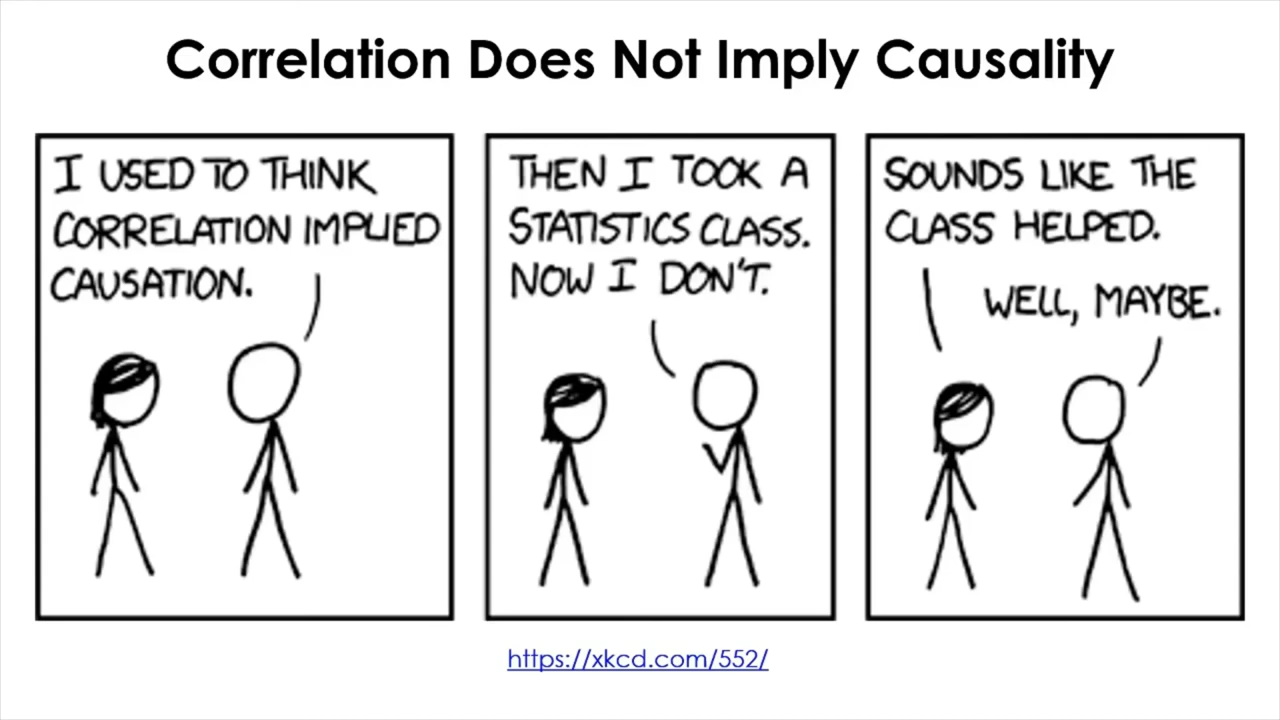 Correlation Does Not Imply Causality
I USED TO THINK
CORRELATION IMPLIED
CAUSATION.
THEN I TOOK A
STATISTICS CLASS.
NOW I DON'T.
SOUNDS LIKE THE
CLASS HELPED.
WELL, MAYBE.
https://xkcd.com/552/